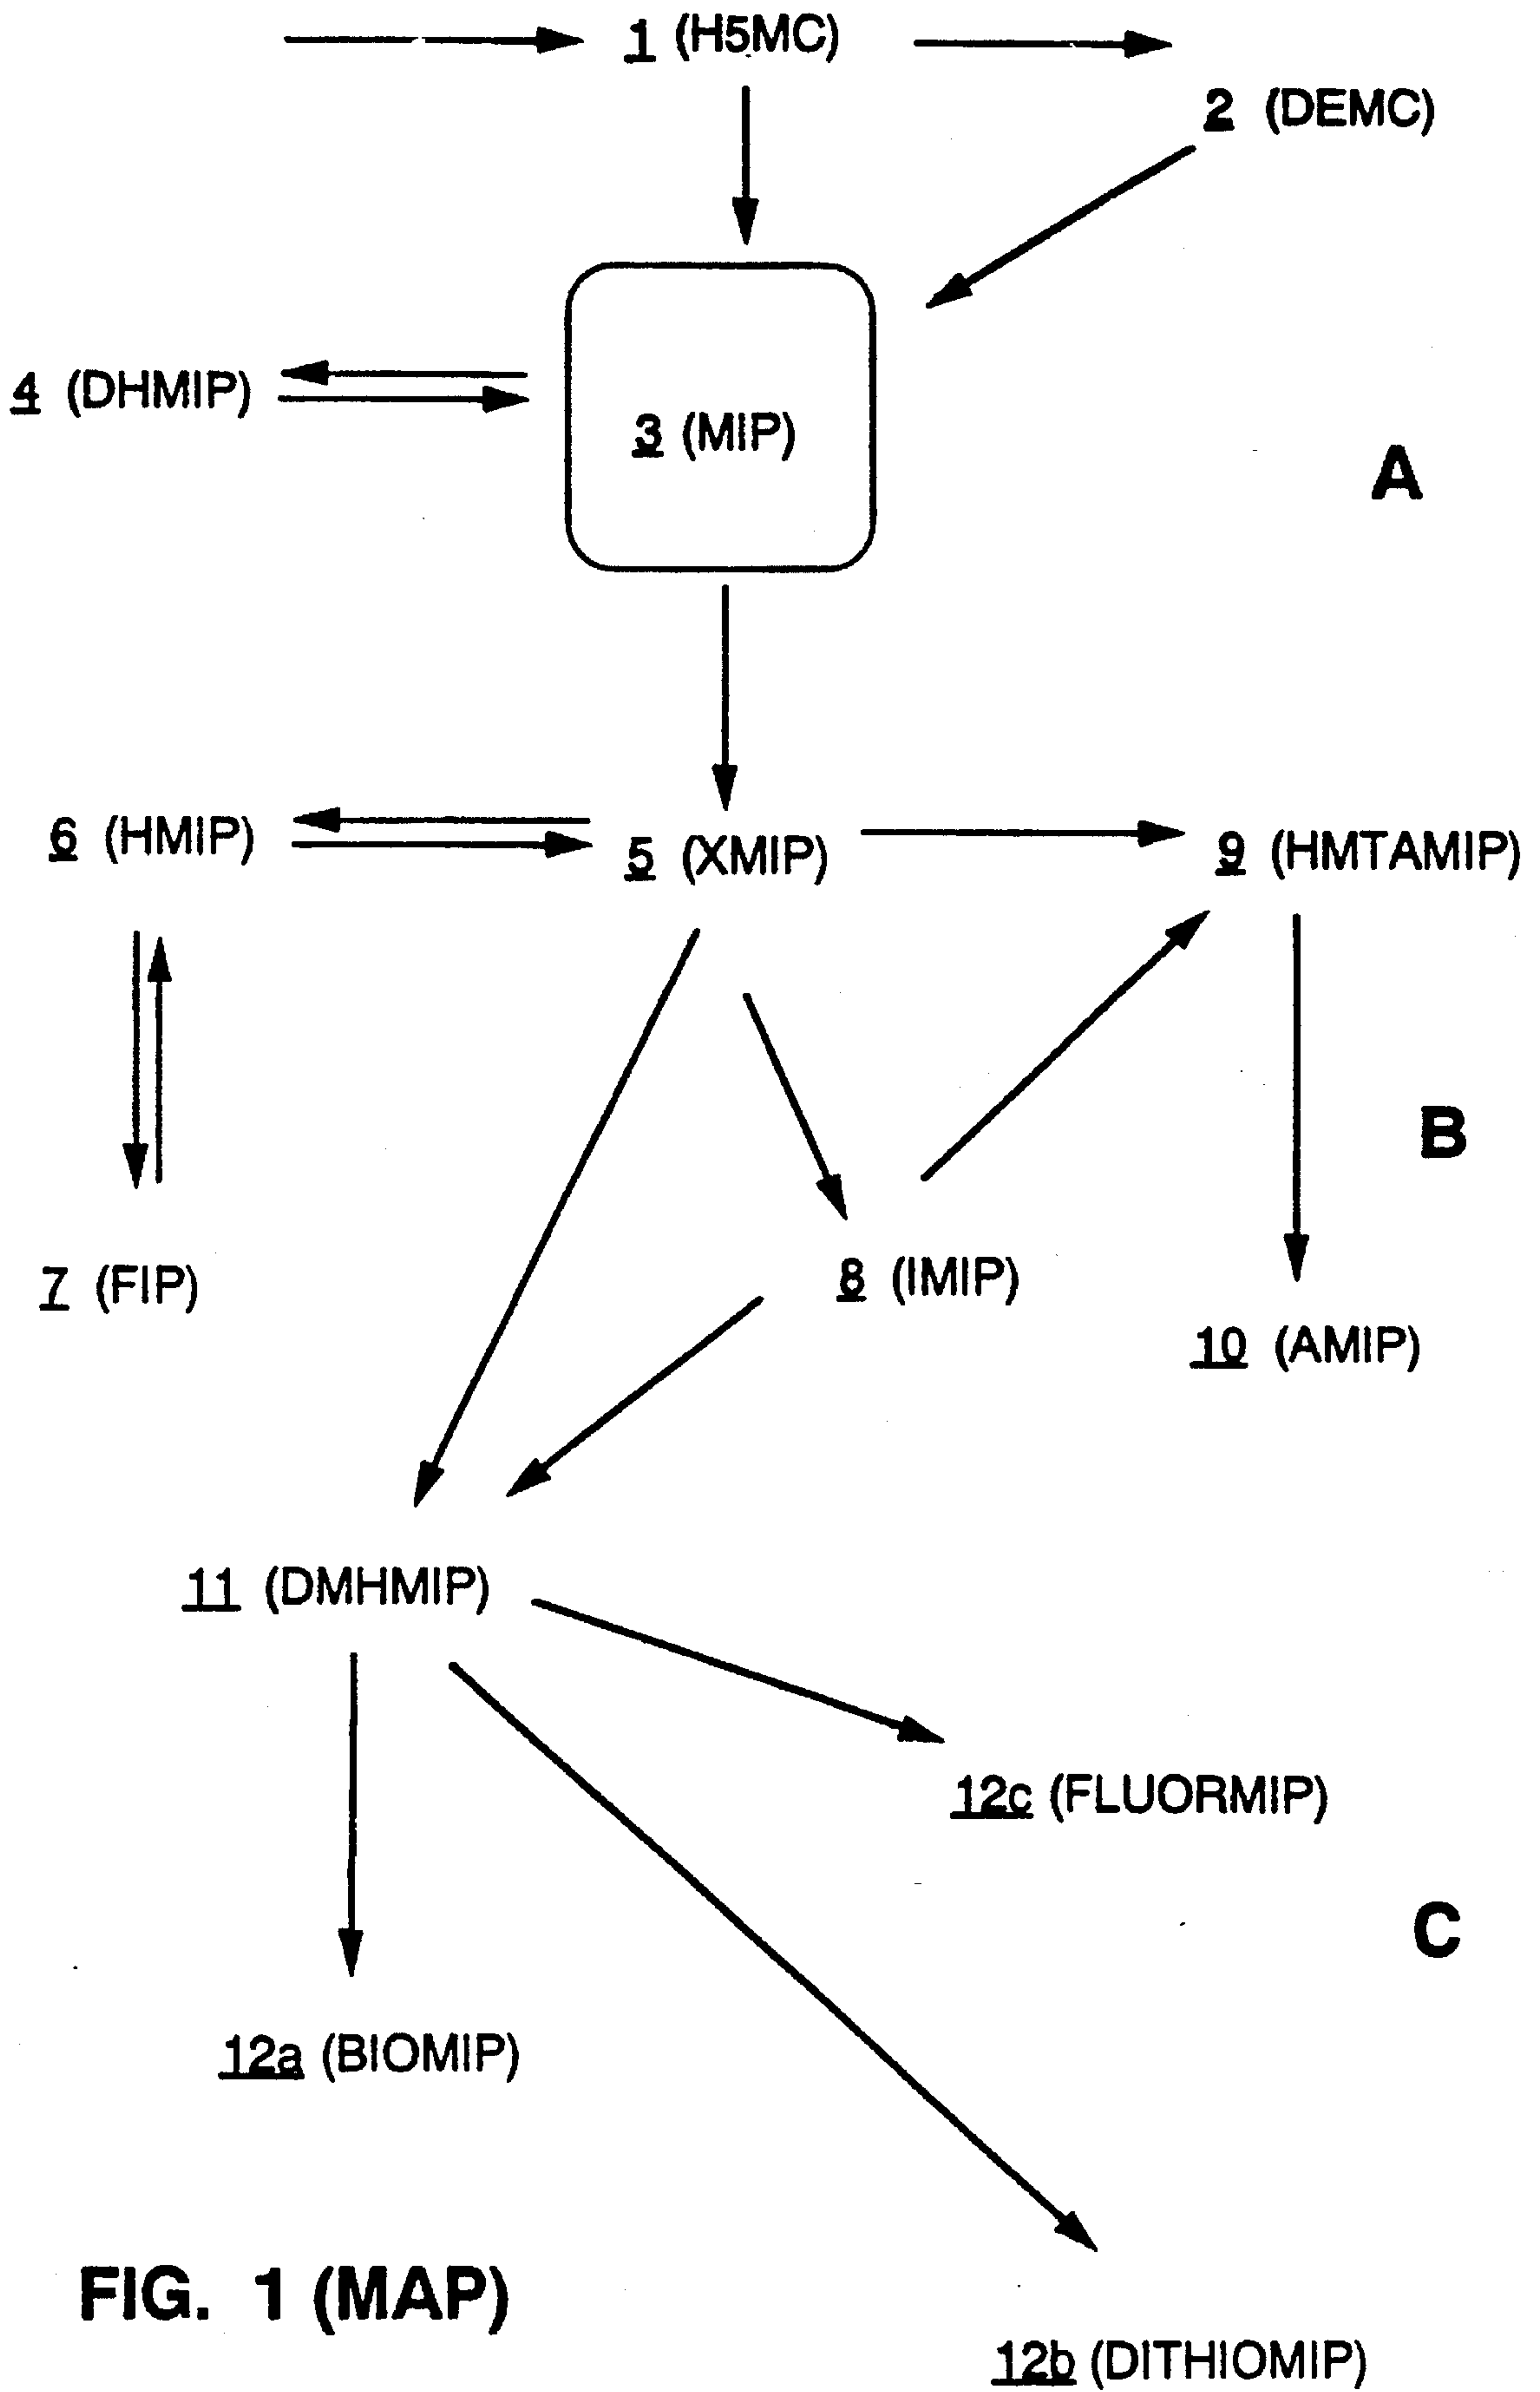 1 (H5MC)
2 (DEMC)
4 (DHMIP)
3 (MIP)
A
6 (HMIP)
5 (XMIP)
9 (HMTAMIP)
B
7 (FIP)
8 (IMIP)
10 (AMIP)
11 (DMHMIP)
12c (FLUORMIP)
C
12a (BIOMIP)
FIG. 1 (MAP)
12b (DITHIOMIP)